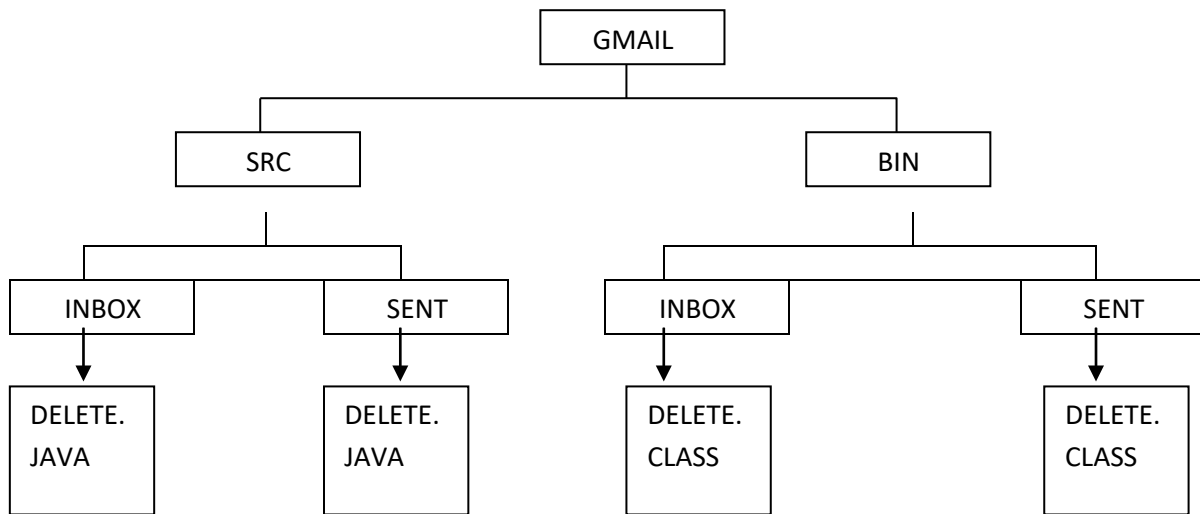 GMAIL
SRC
BIN
INBOX
SENT
INBOX
SENT
DELETE.
JAVA
DELETE.
JAVA
DELETE.
CLASS
DELETE.
CLASS